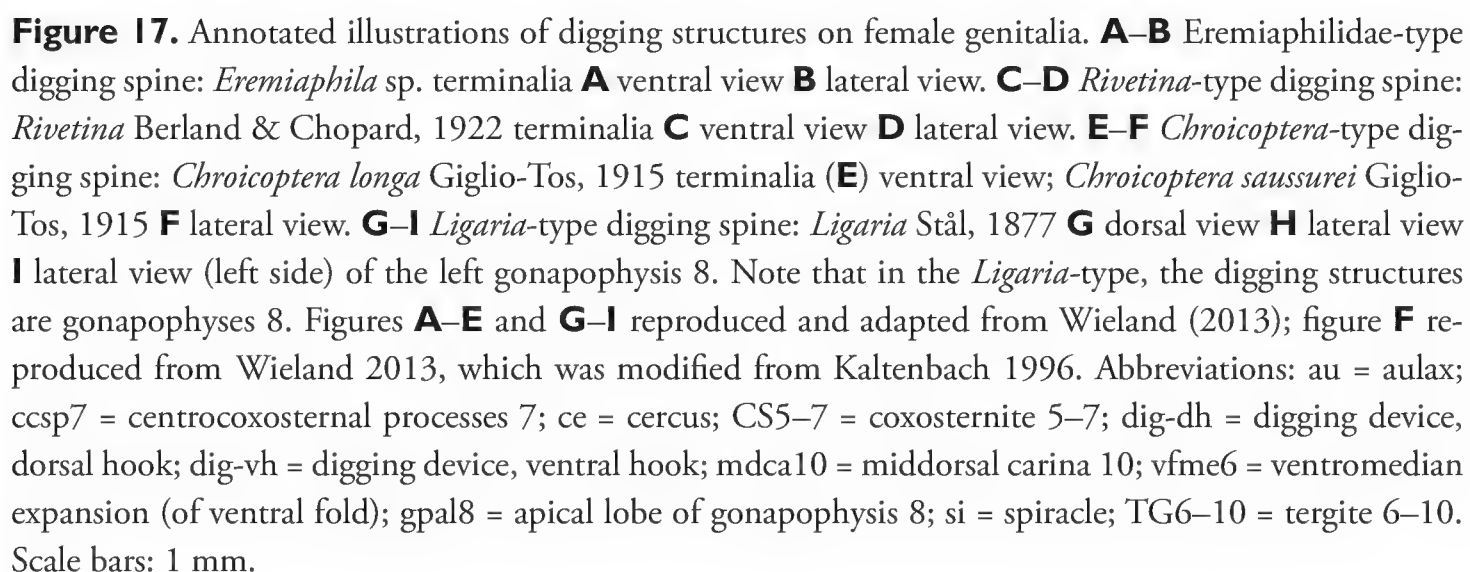 Figure 17. Annotated illustrations of digging structures on female genitalia. A–B Eremiaphilidae-type
digging spine: Eremiaphila sp. terminalia A ventral view B lateral view. C–D Rivetina-type digging spine:
Rivetina Berland & Chopard, 1922 terminalia C ventral view D lateral view. E–F Chroicoptera-type dig-
ging spine: Chroicoptera longa Giglio-Tos, 1915 terminalia (E) ventral view; Chroicoptera saussurei Giglio-
Tos, 1915 F lateral view. G–I Ligaria-type digging spine: Ligaria Stål, 1877 G dorsal view H lateral view
I lateral view (left side) of the left gonapophysis 8. Note that in the Ligaria-type, the digging structures
are gonapophyses 8. Figures A–E and G–I reproduced and adapted from Wieland (2013); figure F re-
produced from Wieland 2013, which was modified from Kaltenbach 1996. Abbreviations: au = aulax;
ccsp7 = centrocoxosternal processes 7; ce = cercus; CS5–7 = coxosternite 5–7; dig-dh = digging device,
dorsal hook; dig-vh = digging device, ventral hook; mdca10 = middorsal carina 10; vfme6 = ventromedian
expansion (of ventral fold); gpal8 = apical lobe of gonapophysis 8; si = spiracle; TG6–10 = tergite 6–10.
Scale bars: 1 mm.